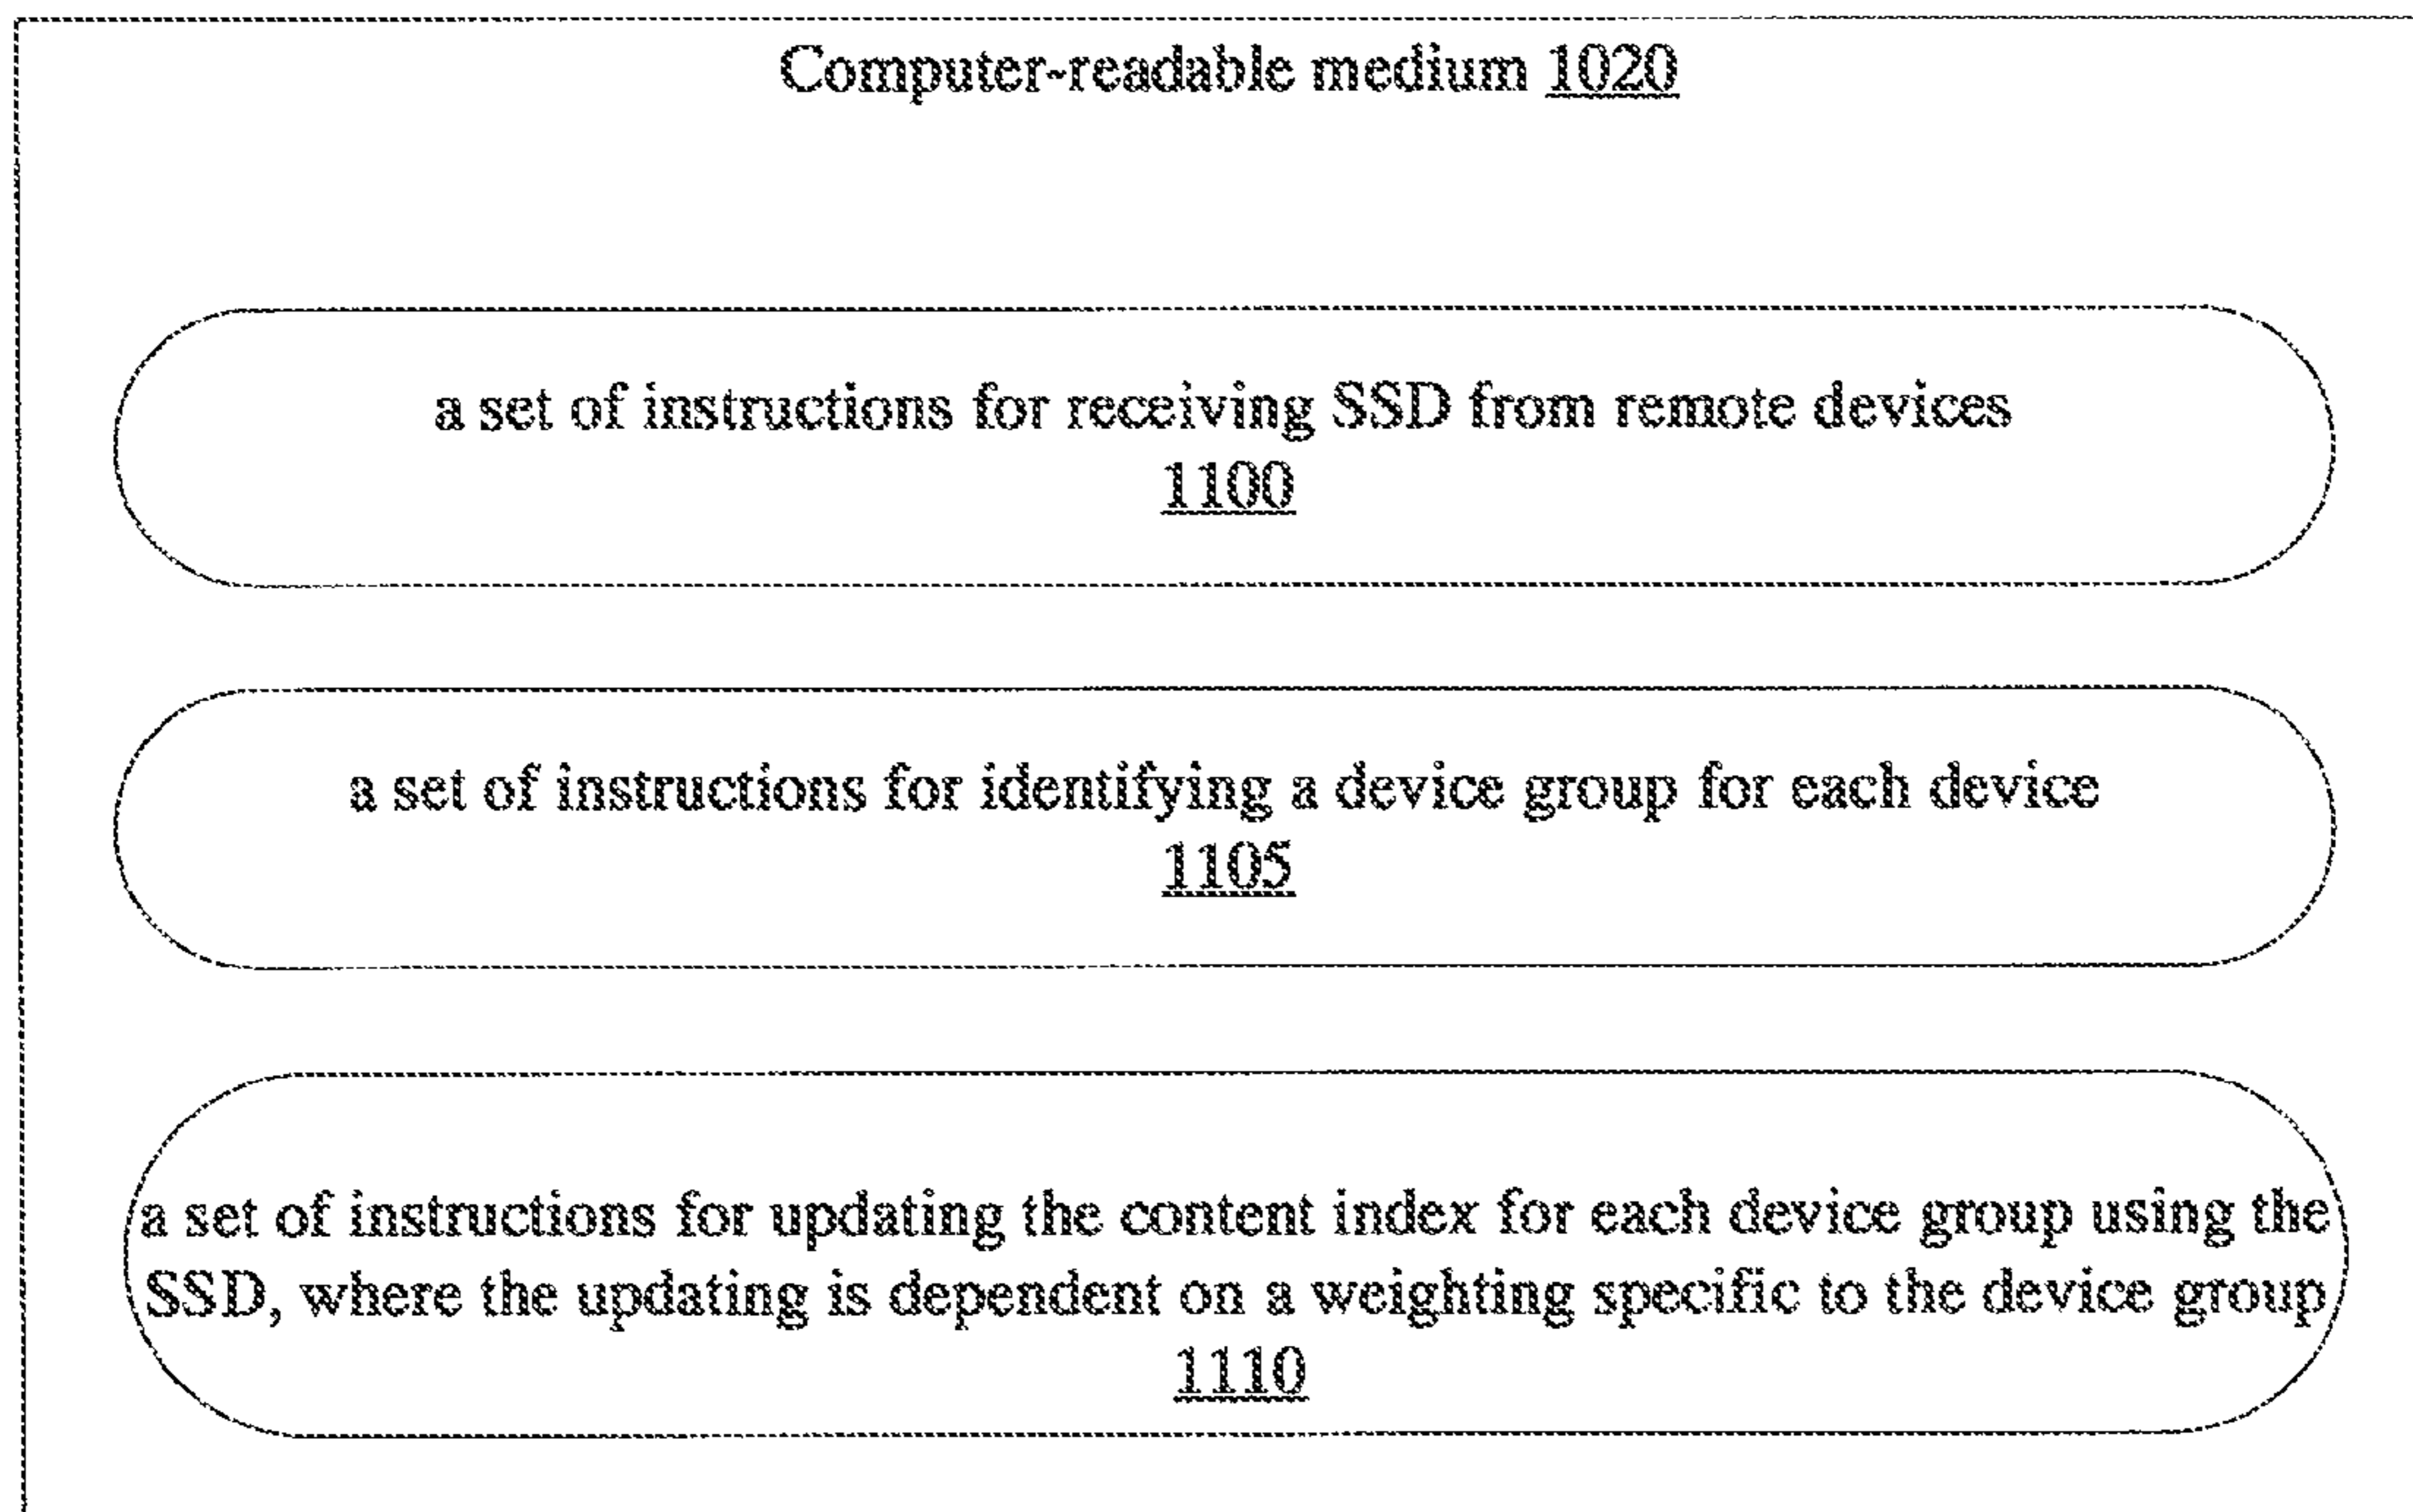 Computer-readable medium 1020
a set of instructions for receiving SSD from remote devices
1100
a set of instructions for identifying a device group for each device
1105
a set of instructions for updating the content index for each device group using the
SSD, where the updating is dependent on a weighting specific to the device group
1110